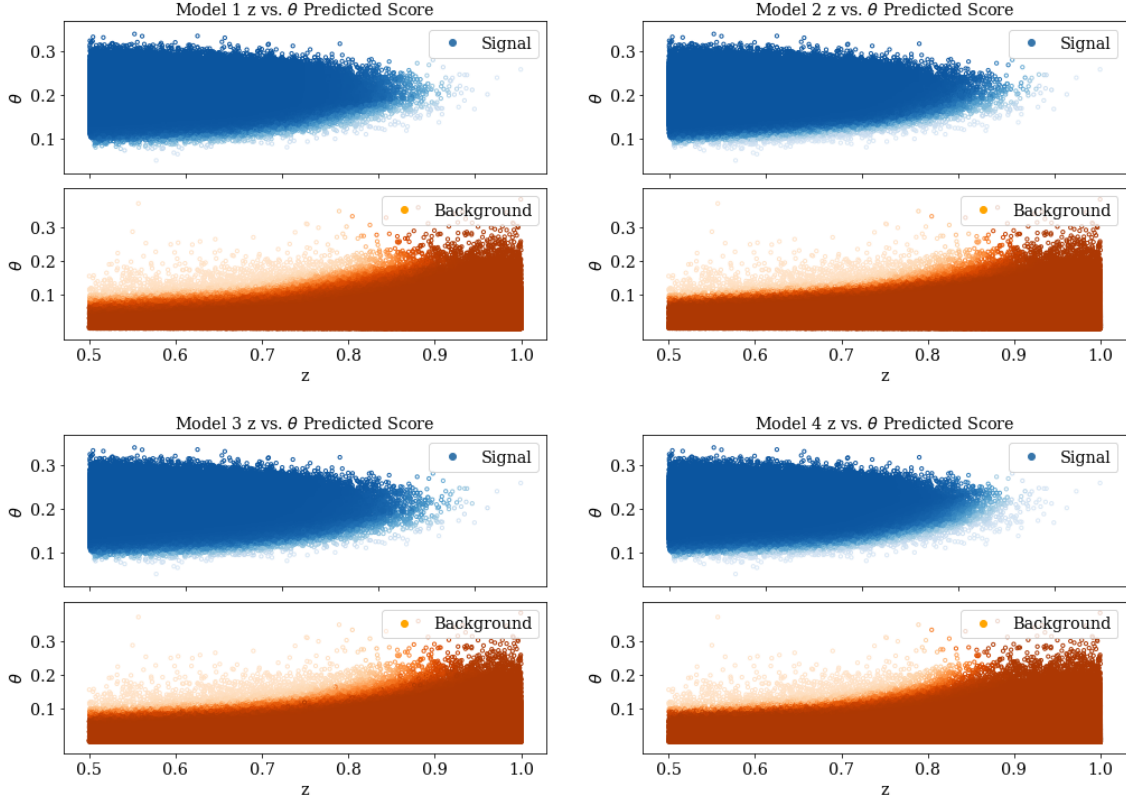 Model 1 z vs. θ Predicted Score
0.3
0.2
0.1
θ
Signal
0.3
0.2
0.1
θ
Background
0.5 0.6 0.7 0.8 0.9 1.0
z
Model 2 z vs. θ Predicted Score
0.3
0.2
0.1
θ
Signal
0.3
0.2
0.1
θ
Background
0.5 0.6 0.7 0.8 0.9 1.0
z
Model 3 z vs. θ Predicted Score
0.3
0.2
0.1
θ
Signal
0.3
0.2
0.1
θ
Background
0.5 0.6 0.7 0.8 0.9 1.0
z
Model 4 z vs. θ Predicted Score
0.3
0.2
0.1
θ
Signal
0.3
0.2
0.1
θ
Background
0.5 0.6 0.7 0.8 0.9 1.0
z